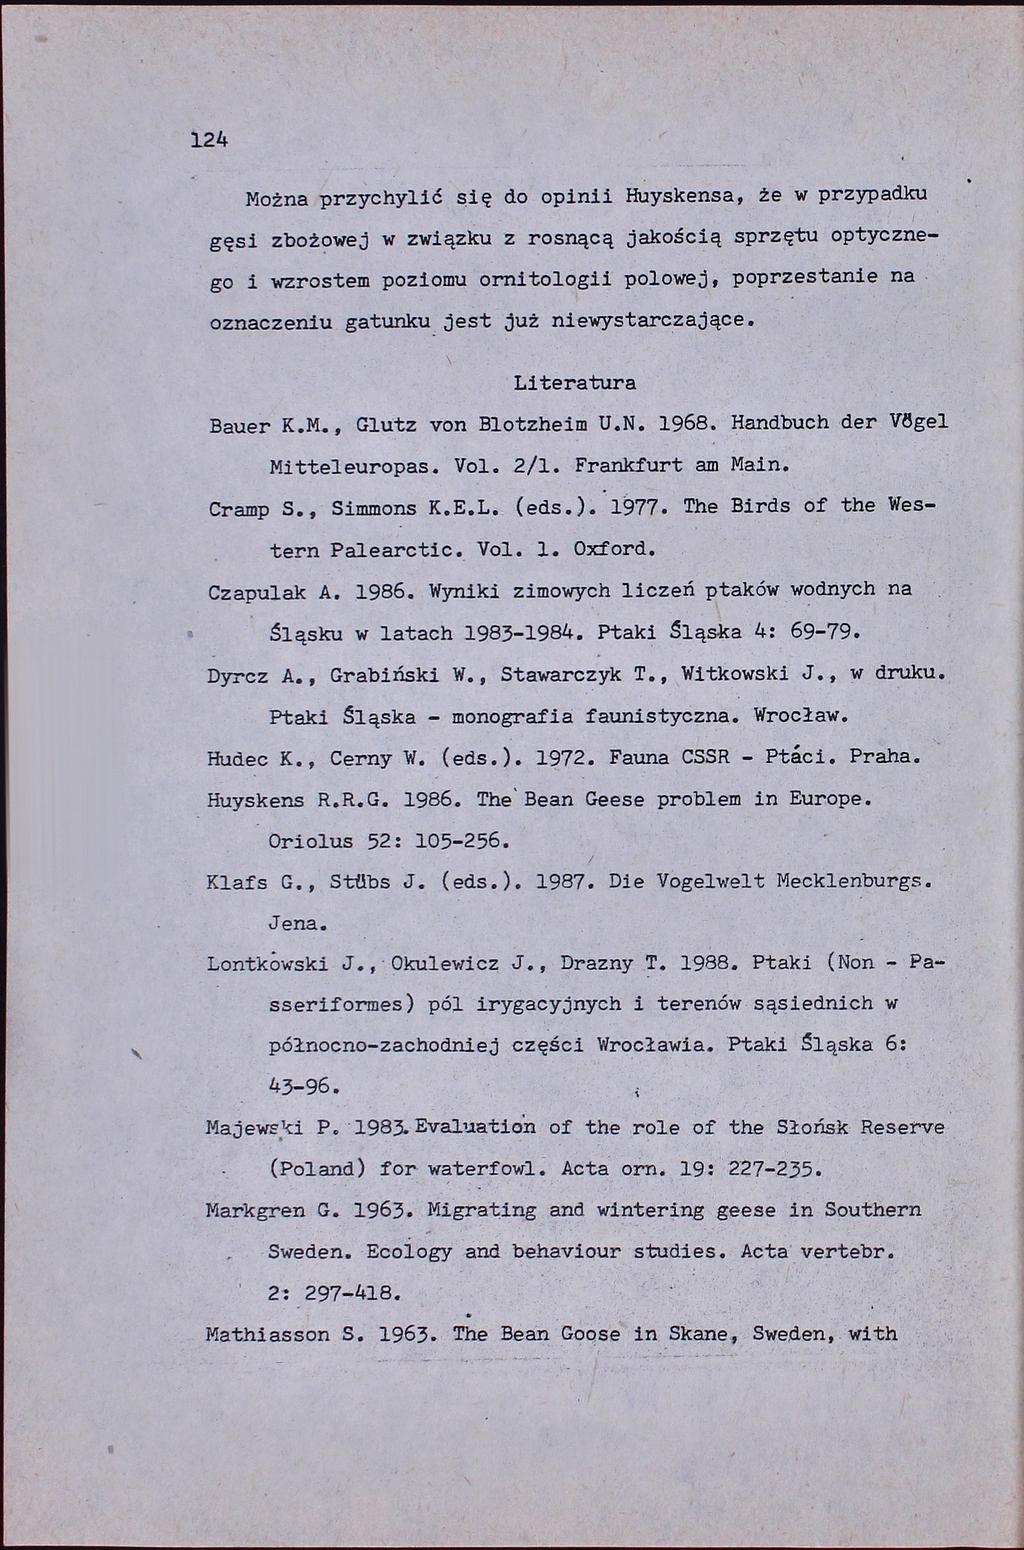 124
Można przychylić się do opinii Huyskensa, że w przypadku
gęsi zbożowej w związku z rosnącą jakością sprzętu optyczne-
go i wzrostem poziomu ornitologii polowej, poprzestanie na
oznaczeniu gatunku jest już niewystarczające.
Literatura
Bauer K.M., Glutz von Blotzheim U.N. 1968. Handbuch der Vögel
Mitteleuropas. Vol. 2/1. Frankfurt am Main.
Cramp S., Simmons K.E.L. (eds.). 1977. The Birds of the Wes-
tern Palearctic. Vol. 1. Oxford.
Czapulak A. 1986. Wyniki zimowych liczeń ptaków wodnych na
Śląsku w latach 1983-1984. Ptaki Śląska 4: 69-79.
Dyrcz A., Grabiński W., Stawarczyk T., Witkowski J., w druku.
Ptaki Śląska - monografia faunistyczna. Wrocław.
Hudec K., Cerny W. (eds.). 1972. Fauna CSSR - Ptáci. Praha.
Huyskens R.R.G. 1986. The Bean Geese problem in Europe.
Oriolus 52: 105-256.
Klafs G., Stübs J. (eds.). 1987. Die Vogelwelt Mecklenburgs.
Jena.
Lontkowski J., Okulewicz J., Drazny T. 1988. Ptaki (Non - Pa-
sseriformes) pól irygacyjnych i terenów sąsiednich w
północno-zachodniej części Wrocławia. Ptaki Śląska 6:
43-96.
Majewski P. 1983. Evaluation of the role of the Słońsk Reserve
(Poland) for waterfowl. Acta orn. 19: 227-235.
Markgren G. 1963. Migrating and wintering geese in Southern
Sweden. Ecology and behaviour studies. Acta vertebr.
2: 297-418.
Mathiasson S. 1963. The Bean Goose in Skane, Sweden, with